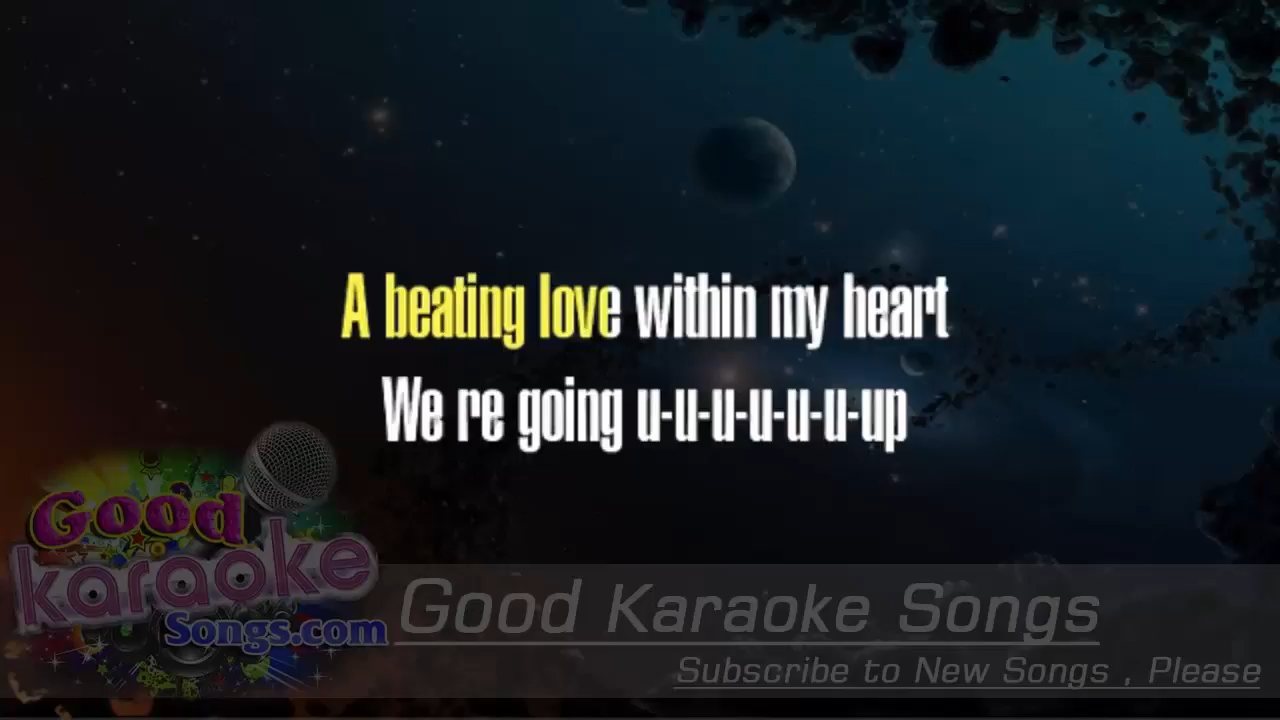 A beating love within my heart
We re going u-u-u-u-u-u-up
Good
karaoke
Songs.com
Good Karaoke Songs
Subscribe to New Songs , Please